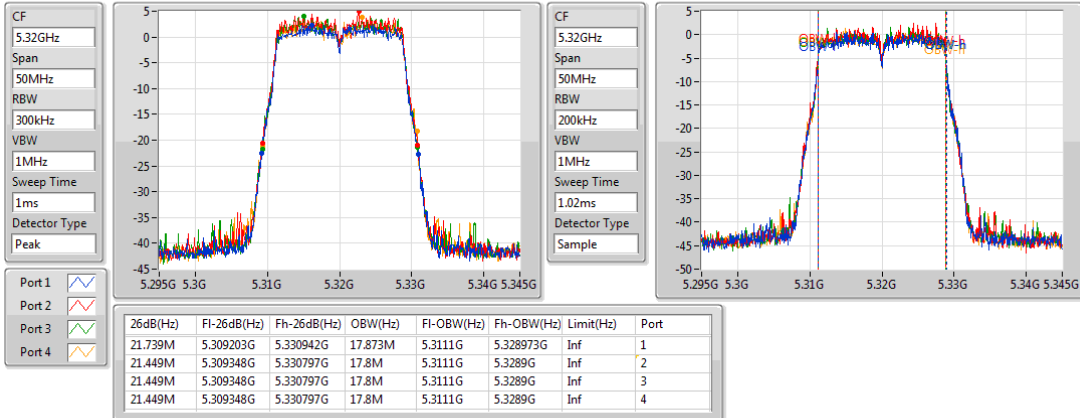 CF
5.32GHz
Span
50MHz
RBW
300kHz
VBW
1MHz
Sweep Time
1ms
Detector Type
Peak
Port 1
Port 2
Port 3
Port 4
5
0
-5
-10
-15
-20
-25
-30
-35
-40
-45
5.295G 5.3G 5.31G 5.32G 5.33G 5.34G 5.345G
CF
5.32GHz
Span
50MHz
RBW
200kHz
VBW
1MHz
Sweep Time
1.02ms
Detector Type
Sample
5
0
-5
-10
-15
-20
-25
-30
-35
-40
-45
-50
5.295G 5.3G 5.31G 5.32G 5.33G 5.34G 5.345G
26dB(Hz) Fl-26dB(Hz) Fh-26dB(Hz) OBW(Hz) Fl-OBW(Hz) Fh-OBW(Hz) Limit(Hz) Port
21.739M 5.309203G 5.330942G 17.873M 5.3111G 5.328973G Inf 1
21.449M 5.309348G 5.330797G 17.8M 5.3111G 5.3289G Inf 2
21.449M 5.309348G 5.330797G 17.8M 5.3111G 5.3289G Inf 3
21.449M 5.309348G 5.330797G 17.8M 5.3111G 5.3289G Inf 4